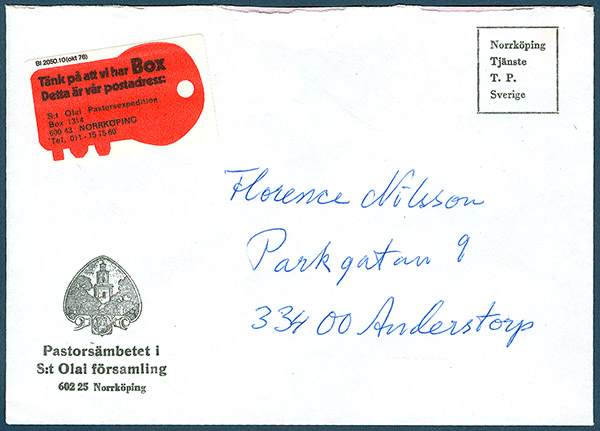 Bl 2050.10 (okt 76)
Tänk på att vi har Box
Detta är vår postadress:
S:t Olai Pastorsexpedition
Box 1314
600 43 NORRKÖPING
Tel. 011-15 15 60
Norrköping
Tjänste
T. P.
Sverige
Florence Nilsson
Parkgatan 9
334 00 Anderstorp
Pastorsämbetet i
S:t Olai församling
602 25 Norrköping